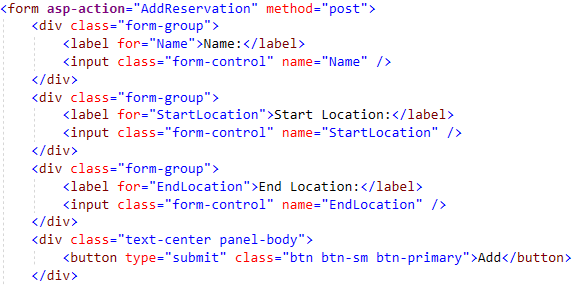 <form asp-action="AddReservation" method="post">
<div class="form-group">
<label for="Name">Name:</label>
<input class="form-control" name="Name" />
</div>
<div class="form-group">
<label for="StartLocation">Start Location:</label>
<input class="form-control" name="StartLocation" />
</div>
<div class="form-group">
<label for="EndLocation">End Location:</label>
<input class="form-control" name="EndLocation" />
</div>
<div class="text-center panel-body">
<button type="submit" class="btn btn-sm btn-primary">Add</button>
</div>